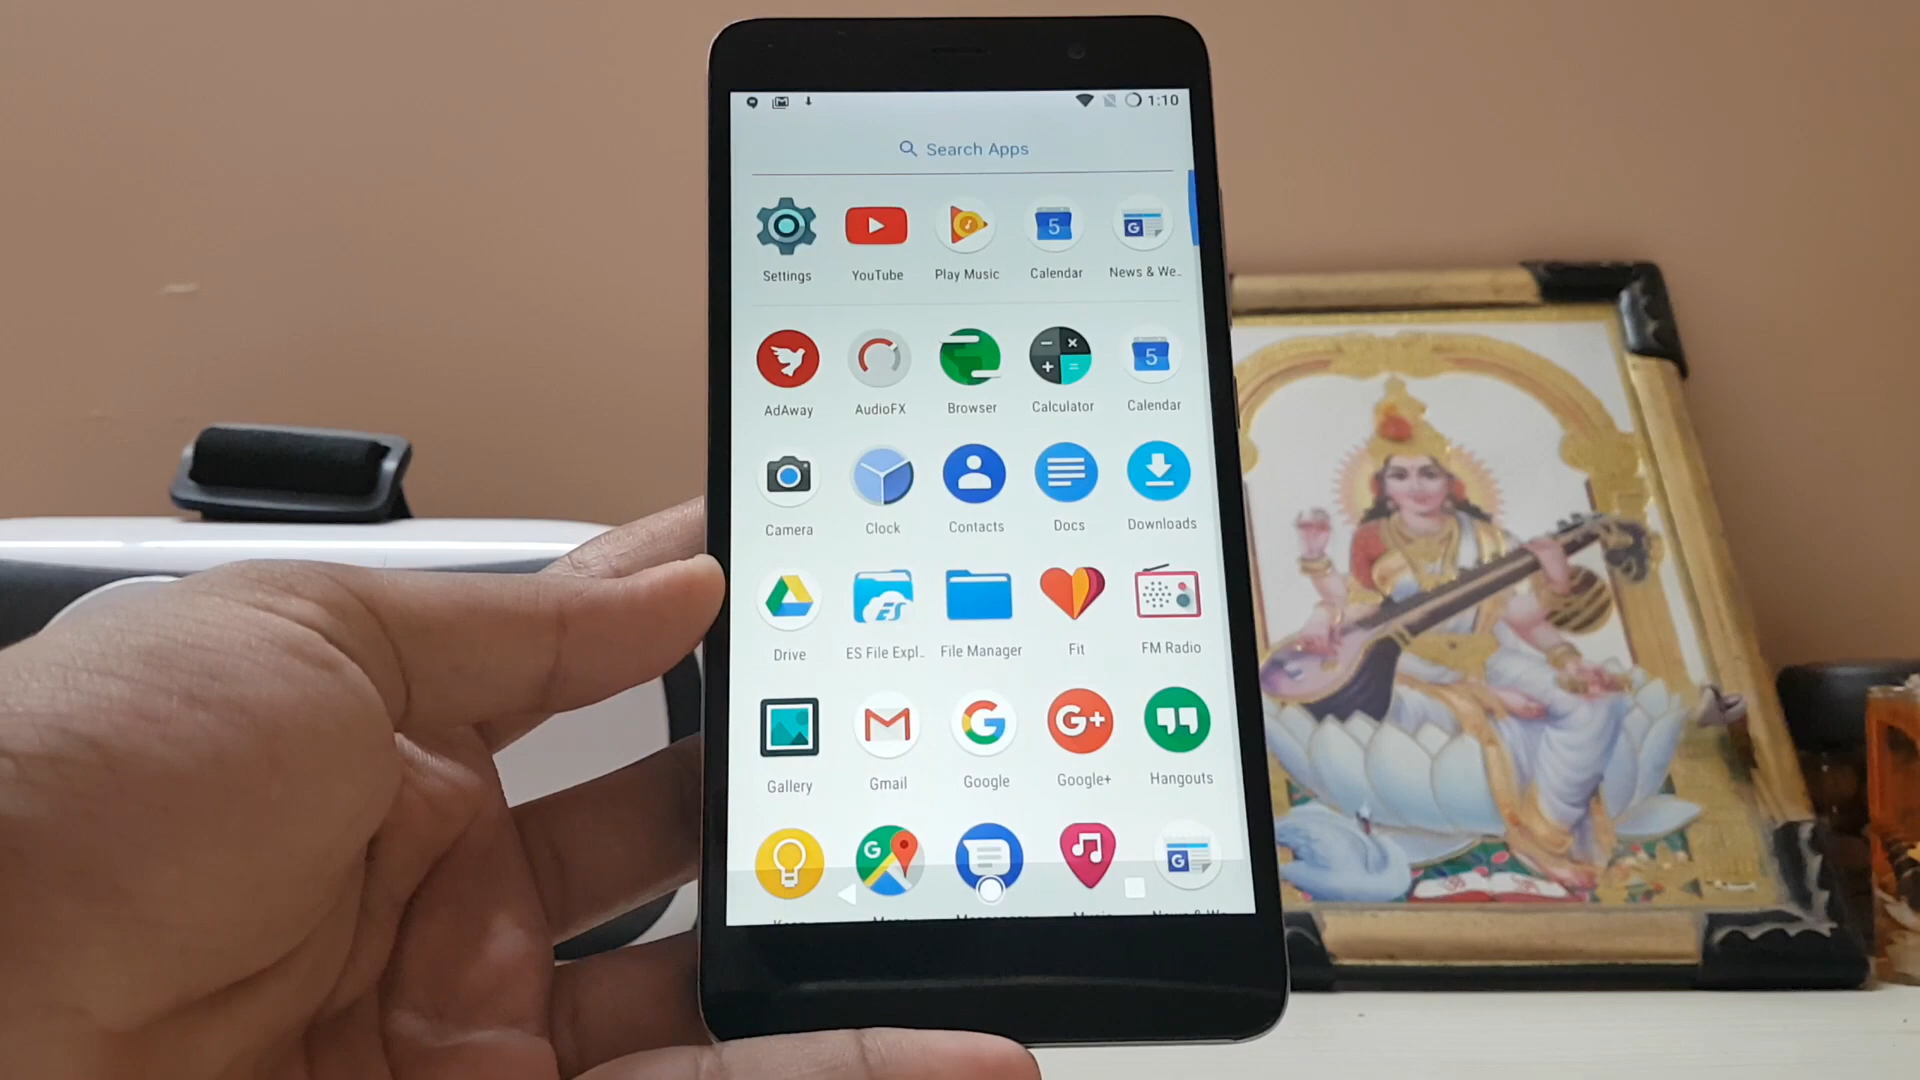 1:10
Search Apps
Settings YouTube Play Music Calendar News & We..
AdAway AudioFX Browser Calculator Calendar
Camera Clock Contacts Docs Downloads
Drive ES File Expl.. File Manager Fit FM Radio
Gallery Gmail Google Google+ Hangouts